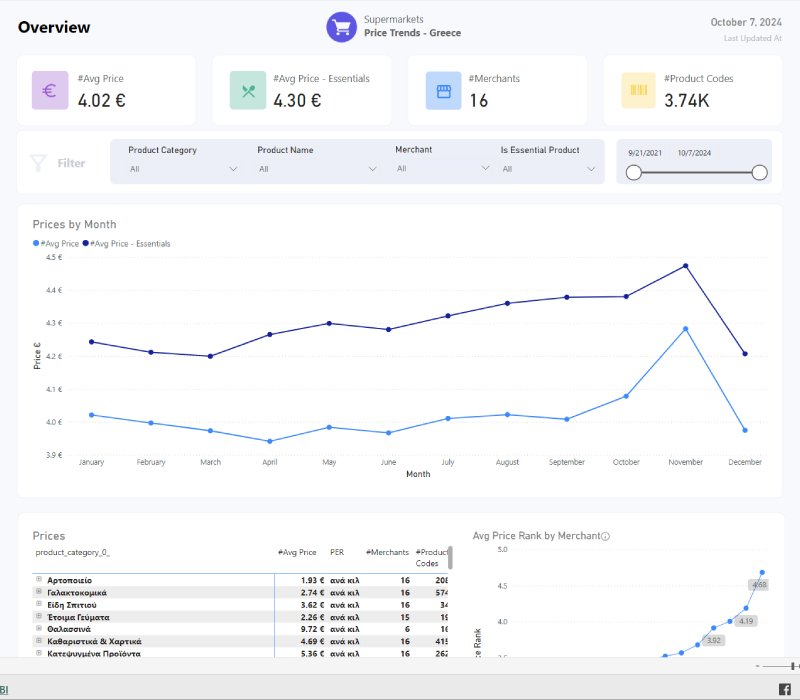 Overview
Supermarkets
Price Trends - Greece
October 7, 2024
Last Updated At
#Avg Price
4.02 €
#Avg Price - Essentials
4.30 €
#Merchants
16
#Product Codes
3.74K
Filter
Product Category
All
Product Name
All
Merchant
All
Is Essential Product
All
9/21/2021 10/7/2024
Prices by Month
#Avg Price #Avg Price - Essentials
4.5 €
4.4 €
4.3 €
4.2 €
4.1 €
4.0 €
3.9 €
Price €
January February March April May June July August September October November December
Month
Prices
product_category_0_ #Avg Price PER #Merchants #Product Codes
Αρτοποιείο 1.93 € ανά κιλ 16 208
Γαλακτοκομικά 2.74 € ανά κιλ 16 574
Είδη Σπιτιού 3.62 € ανά κιλ 16 34
Έτοιμα Γεύματα 2.26 € ανά κιλ 15 19
Θαλασσινά 9.72 € ανά κιλ 6 16
Καθαριστικά & Χαρτικά 4.69 € ανά κιλ 16 415
Κατεψυγμένα Προϊόντα 5.36 € ανά κιλ 16 262
Avg Price Rank by Merchant
5.0
4.5
4.0
3.5
Rank
4.68
4.19
3.92
BI